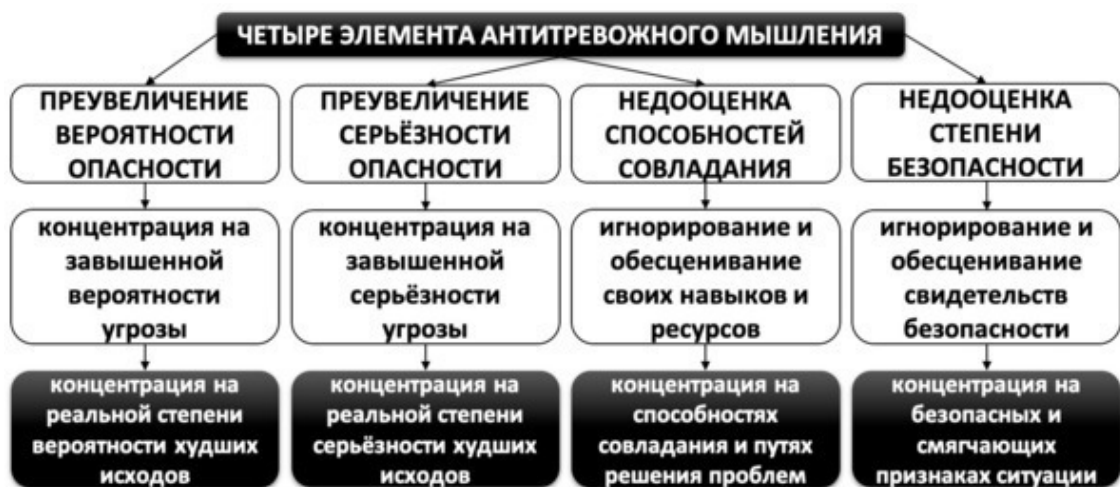 ЧЕТЫРЕ ЭЛЕМЕНТА АНТИТРЕВОЖНОГО МЫШЛЕНИЯ
ПРЕУВЕЛИЧЕНИЕ
ВЕРОЯТНОСТИ
ОПАСНОСТИ
ПРЕУВЕЛИЧЕНИЕ
СЕРЬЁЗНОСТИ
ОПАСНОСТИ
НЕДООЦЕНКА
СПОСОБНОСТЕЙ
СОВЛАДАНИЯ
НЕДООЦЕНКА
СТЕПЕНИ
БЕЗОПАСНОСТИ
концентрация на
завышенной
вероятности
угрозы
концентрация на
завышенной
серьёзности
угрозы
игнорирование и
обесценивание
своих навыков и
ресурсов
игнорирование и
обесценивание
свидетельств
безопасности
концентрация на
реальной степени
вероятности худших
исходов
концентрация на
реальной степени
серьёзности худших
исходов
концентрация на
способностях
совладания и путях
решения проблем
концентрация на
безопасных и
смягчающих
признаках ситуации